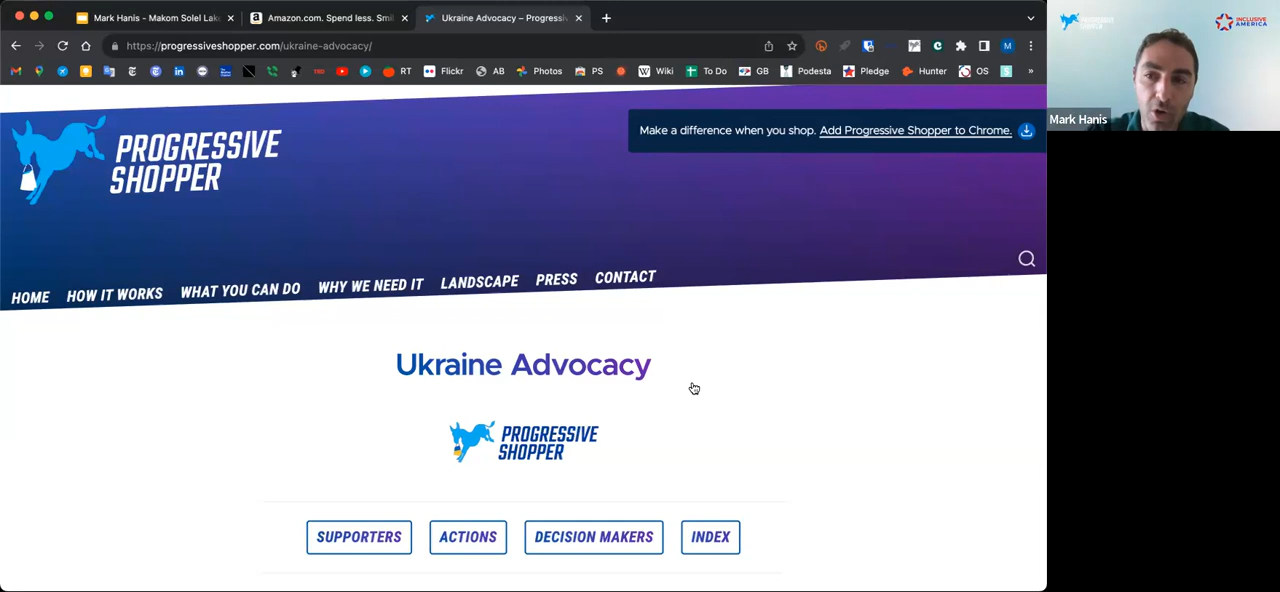 Mark Hanis - Makom Solel Lak
Amazon.com. Spend less. Smi
Ukraine Advocacy – Progressiv
https://progressiveshopper.com/ukraine-advocacy/
RT
Flickr
AB
Photos
PS
Wiki
To Do
GB
Podesta
Pledge
Hunter
OS
»
M
PROGRESSIVE
SHOPPER
Make a difference when you shop. Add Progressive Shopper to Chrome.
HOME
HOW IT WORKS
WHAT YOU CAN DO
WHY WE NEED IT
LANDSCAPE
PRESS
CONTACT
Ukraine Advocacy
PROGRESSIVE
SHOPPER
SUPPORTERS
ACTIONS
DECISION MAKERS
INDEX
PROGRESSIVE
SHOPPER
INCLUSIVE
AMERICA
Mark Hanis